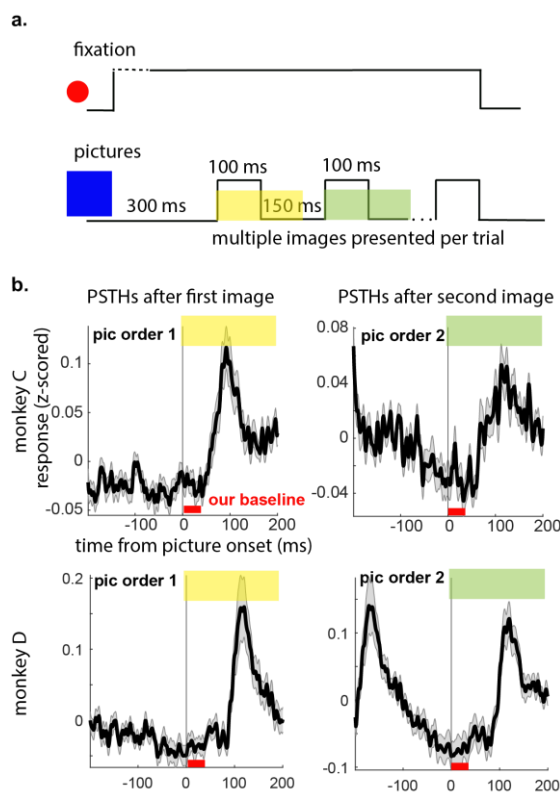 a.
fixation
pictures
100 ms 100 ms
300 ms 150 ms
multiple images presented per trial
b.
PSTHs after first image PSTHs after second image
pic order 1 pic order 2
monkey C
response (z-scored)
0.1
0.05
0
-0.05
0.08
0.04
0
-0.04
our baseline
-100 0 100 200
-100 0 100 200
time from picture onset (ms)
pic order 1 pic order 2
monkey D
0.2
0.1
0
0.1
0
-0.1
-100 0 100 200
-100 0 100 200